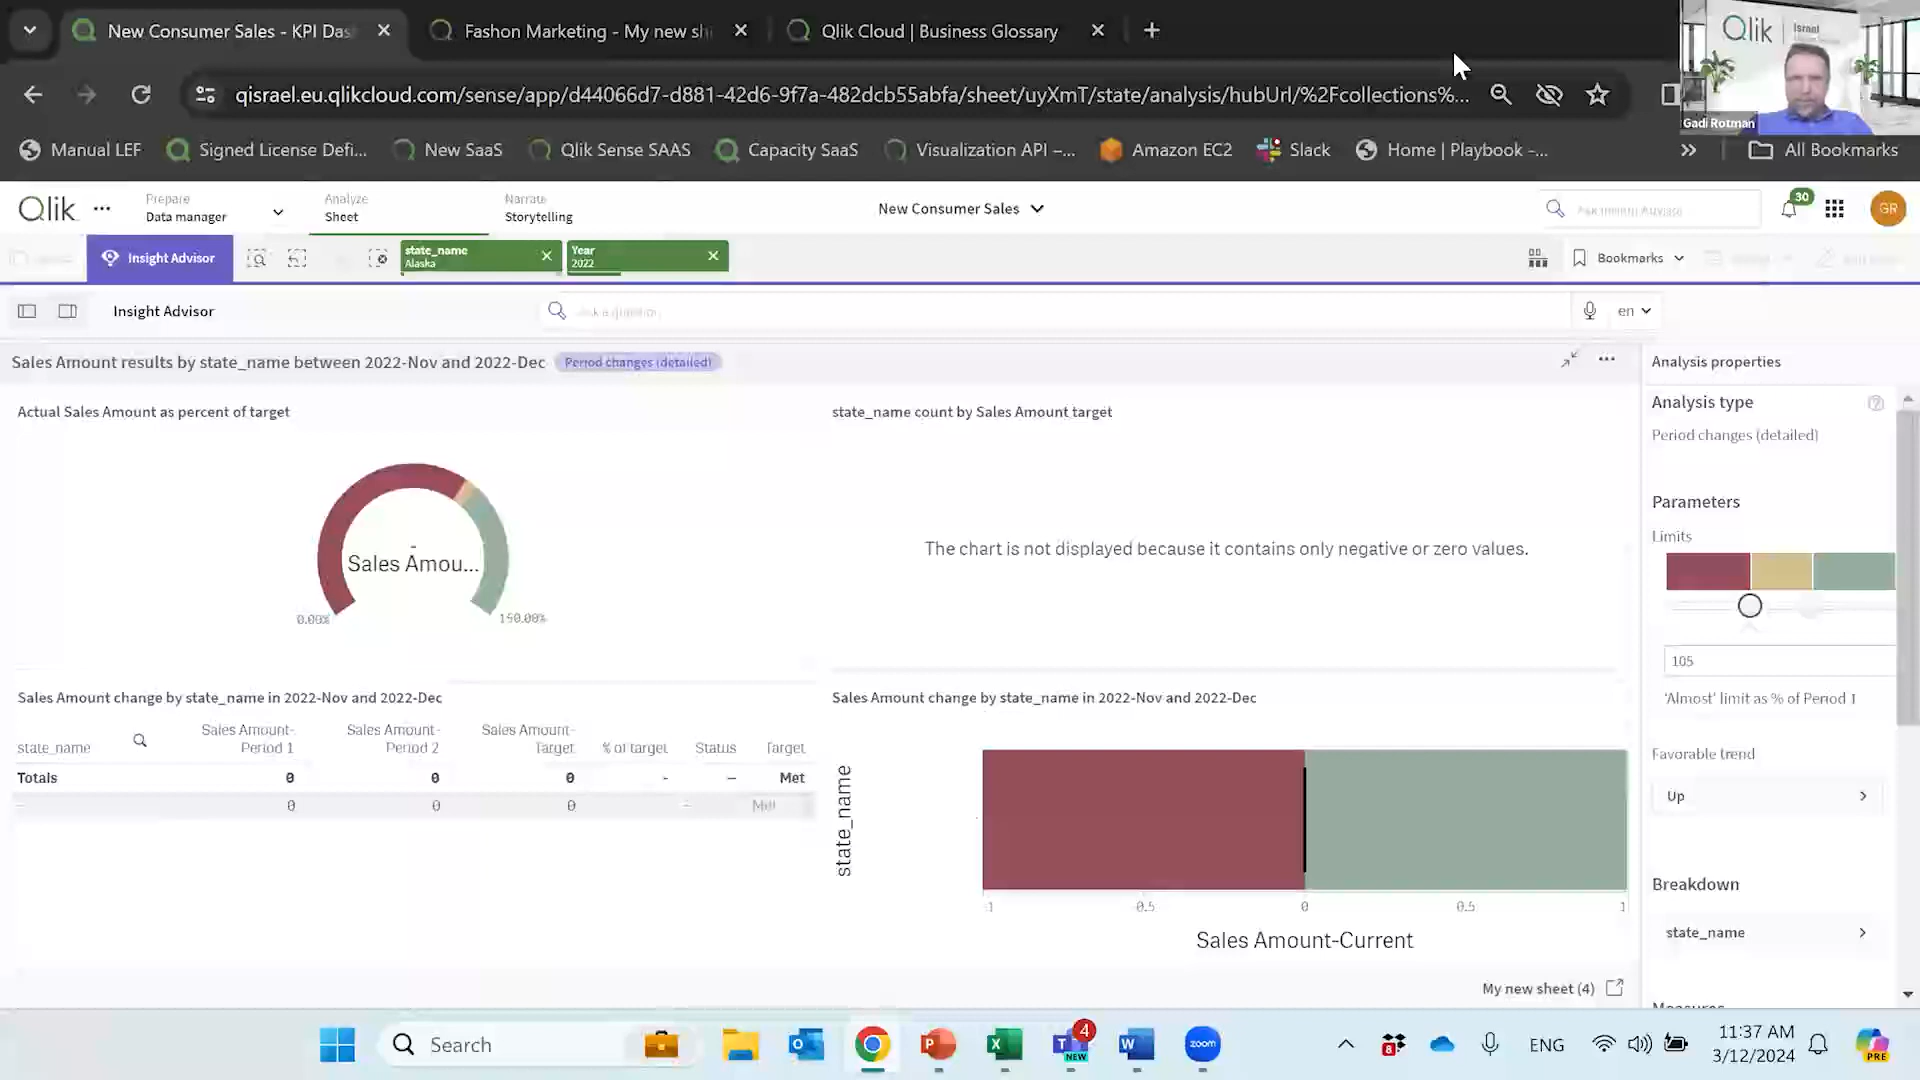 New Consumer Sales - KPI Das
Fashon Marketing - My new sh
Qlik Cloud | Business Glossary
Qlik Israel
Gadi Rotman
qisrael.eu.qlikcloud.com/sense/app/d44066d7-d881-42d6-9f7a-482dcb55abfa/sheet/uyXmT/state/analysis/hubUrl/%2Fcollections%...
Manual LEF
Signed License Defi...
New SaaS
Qlik Sense SAAS
Capacity SaaS
Visualization API –...
Amazon EC2
Slack
Home | Playbook –...
»
All Bookmarks
Qlik
Prepare
Data manager
Analyze
Sheet
Narrate
Storytelling
New Consumer Sales
Ask Insight Advisor
30
GR
Insight Advisor
state_name
Alaska
Year
2022
Bookmarks
Insight Advisor
Ask a question
en
Sales Amount results by state_name between 2022-Nov and 2022-Dec
Period changes (detailed)
Analysis properties
Actual Sales Amount as percent of target
-
Sales Amou...
0.00%
150.00%
state_name count by Sales Amount target
The chart is not displayed because it contains only negative or zero values.
Analysis type
Period changes (detailed)
Parameters
Limits
105
'Almost' limit as % of Period 1
Favorable trend
Up
Breakdown
state_name
Measures
Sales Amount change by state_name in 2022-Nov and 2022-Dec
state_name
Sales Amount-
Period 1
Sales Amount-
Period 2
Sales Amount-
Target
% of target
Status
Target
Totals 0 0 0 - – Met
– 0 0 0 - Met
Sales Amount change by state_name in 2022-Nov and 2022-Dec
state_name
-
-1 -0.5 0 0.5 1
Sales Amount-Current
My new sheet (4)
Search
4
NEW
zoom
8
ENG
11:37 AM
3/12/2024
PRE